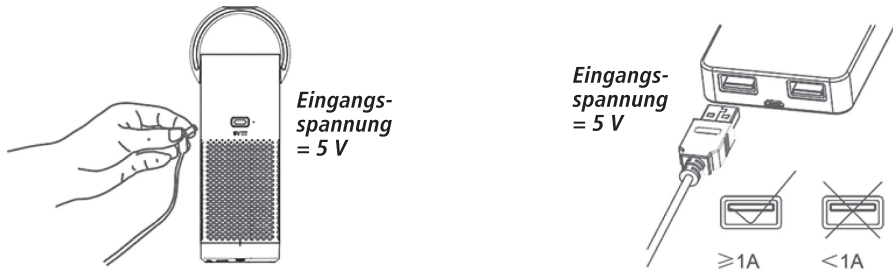 Eingangs-
spannung
= 5 V
Eingangs-
spannung
= 5 V
≥1A
<1A